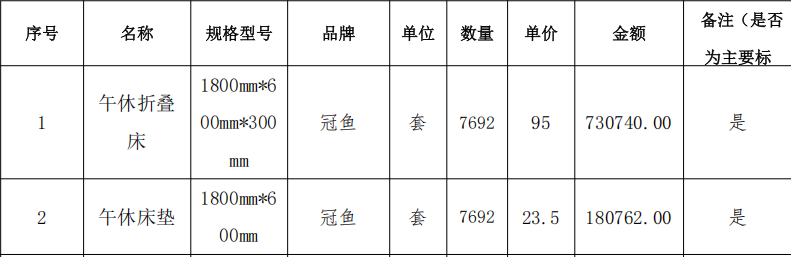 序号 名称 规格型号 品牌 单位 数量 单价 金额 备注（是否
为主要标
1 午休折叠
床 1800mm*6
00mm*300
mm 冠鱼 套 7692 95 730740.00 是
2 午休床垫 1800mm*6
00mm 冠鱼 套 7692 23.5 180762.00 是